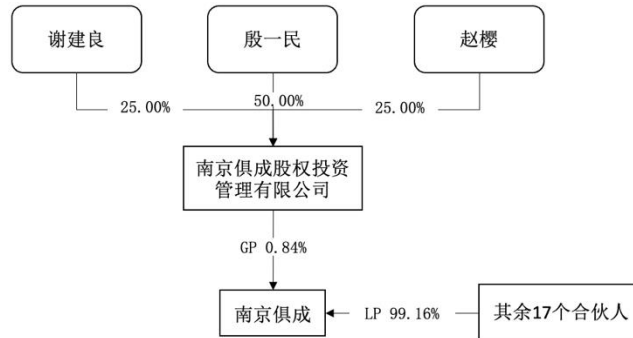 谢建良
殷一民
赵樱
25.00%
50.00%
25.00%
南京俱成股权投资
管理有限公司
GP 0.84%
南京俱成
LP 99.16%
其余17个合伙人